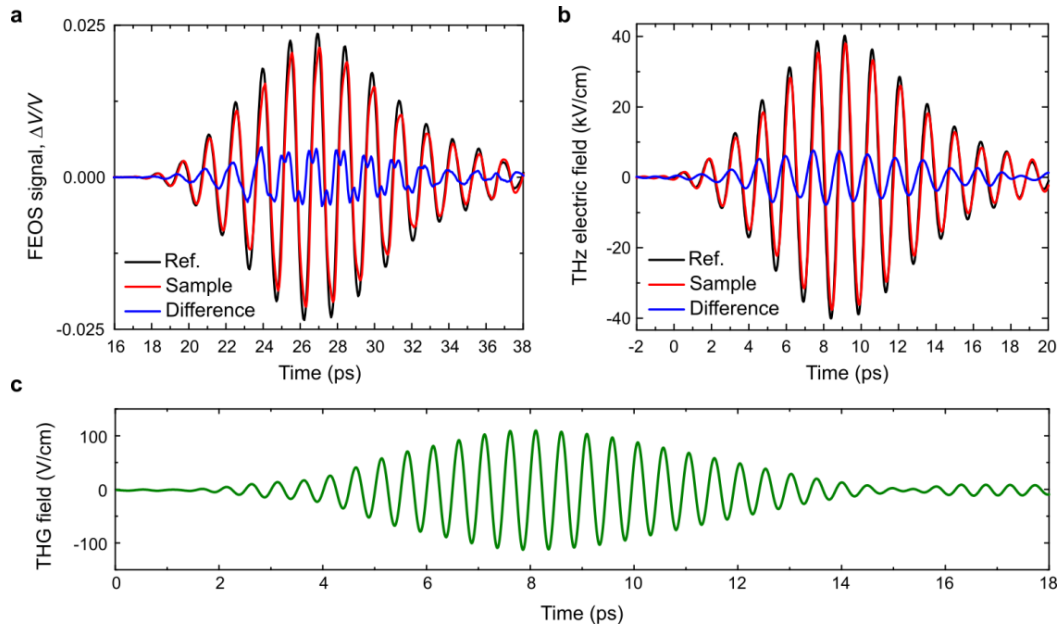 a
FEOS signal, ΔV/V
0.025
0.000
-0.025
Ref.
Sample
Difference
16 18 20 22 24 26 28 30 32 34 36 38
Time (ps)
b
THz electric field (kV/cm)
40
20
0
-20
-40
Ref.
Sample
Difference
-2 0 2 4 6 8 10 12 14 16 18 20
Time (ps)
c
THG field (V/cm)
100
0
-100
0 2 4 6 8 10 12 14 16 18
Time (ps)